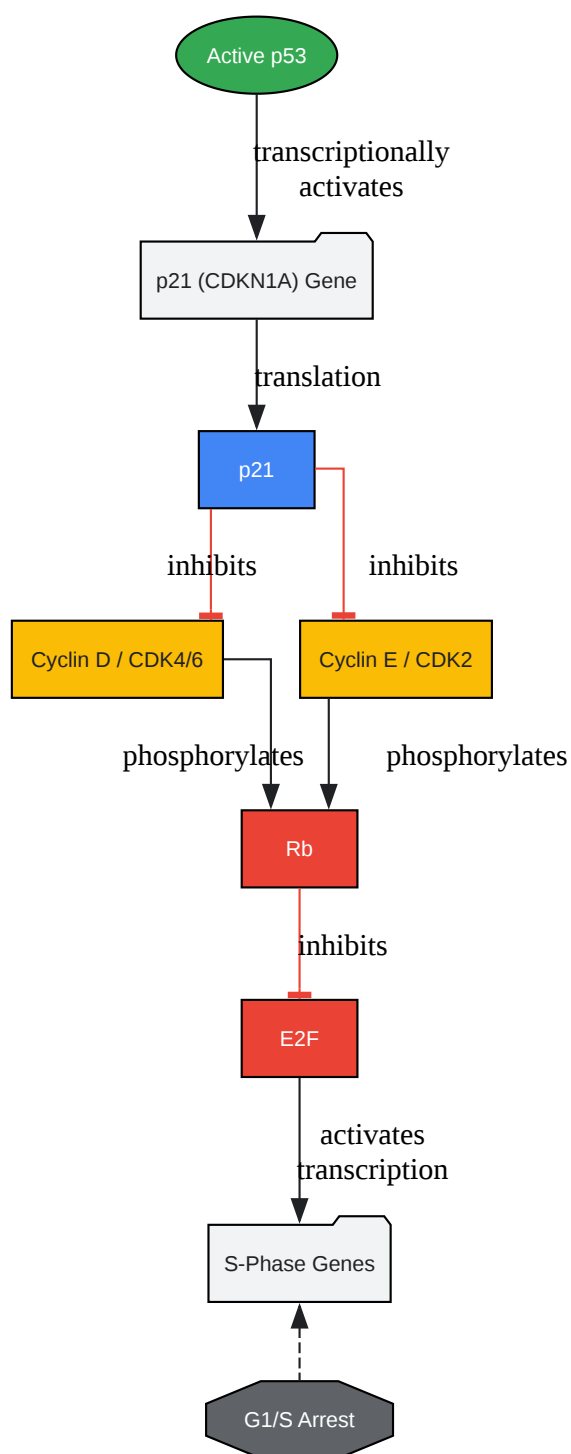 Active p53
transcriptionally
activates
p21 (CDKN1A) Gene
translation
p21
inhibits
inhibits
Cyclin D / CDK4/6
Cyclin E / CDK2
phosphorylates
phosphorylates
Rb
inhibits
E2F
activates
transcription
S-Phase Genes
G1/S Arrest